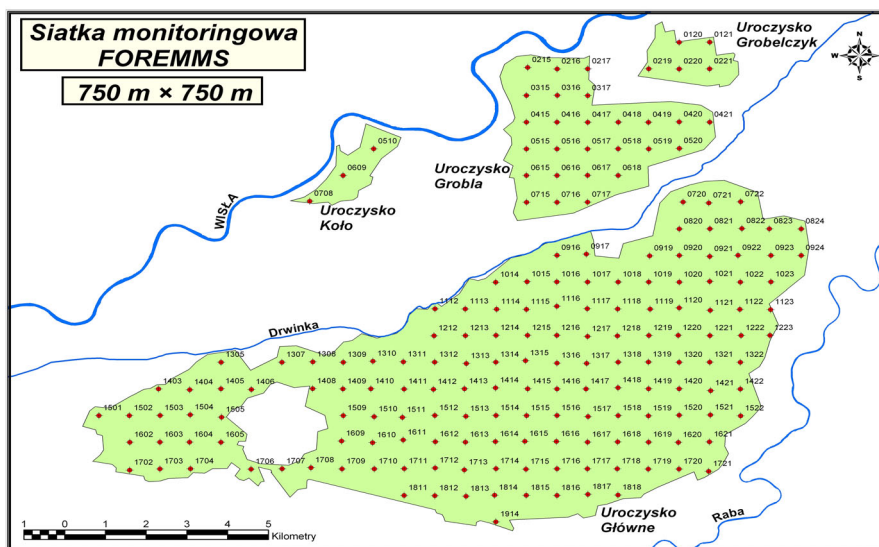 Siatka monitoringowa
FOREMMS
750 m × 750 m
Uroczysko
Grobelczyk
N
W E
S
0120 0121
0215 0216 0217 0219 0220 0221
0315 0316 0317
0415 0416 0417 0418 0419 0420 0421
0510 0515 0516 0517 0518 0519 0520
Uroczysko
Grobla
0609 0615 0616 0617 0618
0708 0715 0716 0717 0720 0721 0722
WISŁA
Uroczysko
Koło
0820 0821 0822 0823 0824
0916 0917 0919 0920 0921 0922 0923 0924
1014 1015 1016 1017 1018 1019 1020 1021 1022 1023
1112 1113 1114 1115 1116 1117 1118 1119 1120 1121 1122 1123
Drwinka
1212 1213 1214 1215 1216 1217 1218 1219 1220 1221 1222 1223
1305 1307 1308 1309 1310 1311 1312 1313 1314 1315 1316 1317 1318 1319 1320 1321 1322
1403 1404 1405 1406 1408 1409 1410 1411 1412 1413 1414 1415 1416 1417 1418 1419 1420 1421 1422
1501 1502 1503 1504 1505 1509 1510 1511 1512 1513 1514 1515 1516 1517 1518 1519 1520 1521 1522
1602 1603 1604 1605 1609 1610 1611 1612 1613 1614 1615 1616 1617 1618 1619 1620 1621
1702 1703 1704 1706 1707 1708 1709 1710 1711 1712 1713 1714 1715 1716 1717 1718 1719 1720 1721
1811 1812 1813 1814 1815 1816 1817 1818
1914
Uroczysko
Główne
Raba
1 0 1 2 3 4 5
Kilometry